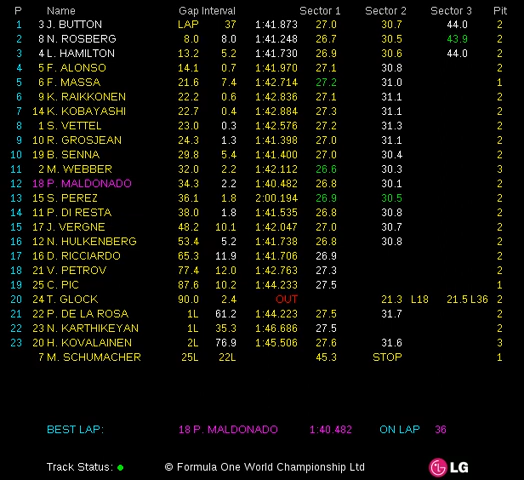 P Name Gap Interval Sector 1 Sector 2 Sector 3 Pit
1 3 J. BUTTON LAP 37 1:41.873 27.0 30.7 44.0 2
2 8 N. ROSBERG 8.0 8.0 1:41.248 26.7 30.5 43.9 2
3 4 L. HAMILTON 13.2 5.2 1:41.730 26.9 30.6 44.0 2
4 5 F. ALONSO 14.1 0.7 1:41.970 27.1 30.8 2
5 6 F. MASSA 21.6 7.4 1:42.714 27.2 31.0 1
6 9 K. RAIKKONEN 22.2 0.6 1:42.836 27.1 31.1 2
7 14 K. KOBAYASHI 22.7 0.4 1:42.884 27.3 31.1 2
8 1 S. VETTEL 23.0 0.3 1:42.576 27.2 31.3 2
9 10 R. GROSJEAN 24.3 1.3 1:41.398 27.0 31.1 2
10 19 B. SENNA 29.8 5.4 1:41.400 27.0 30.4 2
11 2 M. WEBBER 32.0 2.2 1:42.112 26.6 30.3 3
12 18 P. MALDONADO 34.3 2.2 1:40.482 26.8 30.1 2
13 15 S. PEREZ 36.1 1.8 2:00.194 26.9 30.5 2
14 11 P. DI RESTA 38.0 1.8 1:41.535 26.8 30.8 2
15 17 J. VERGNE 48.2 10.1 1:42.047 27.0 30.7 2
16 12 N. HULKENBERG 53.4 5.2 1:41.738 26.8 30.8 2
17 16 D. RICCIARDO 65.3 11.9 1:41.706 26.9 2
18 21 V. PETROV 77.4 12.0 1:42.763 27.3 2
19 25 C. PIC 87.6 10.2 1:44.233 27.5 1
20 24 T. GLOCK 90.0 2.4 OUT 21.3 L18 21.5 L36 2
21 22 P. DE LA ROSA 1L 61.2 1:44.223 27.5 31.7 2
22 23 N. KARTHIKEYAN 1L 35.3 1:46.686 27.5 2
23 20 H. KOVALAINEN 2L 76.9 1:45.506 27.6 31.6 3
7 M. SCHUMACHER 25L 22L 45.3 STOP 1
BEST LAP: 18 P. MALDONADO 1:40.482 ON LAP 36
Track Status: © Formula One World Championship Ltd LG